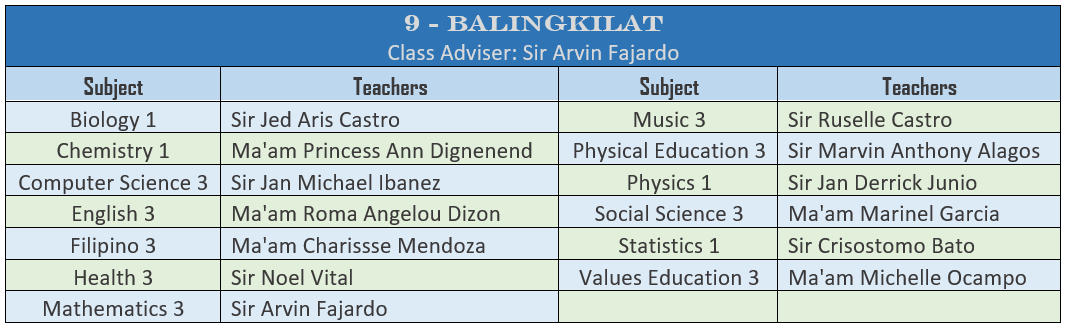 9 - BALINGKILAT
Class Adviser: Sir Arvin Fajardo
Subject Teachers Subject Teachers
Biology 1 Sir Jed Aris Castro Music 3 Sir Ruselle Castro
Chemistry 1 Ma'am Princess Ann Dignenend Physical Education 3 Sir Marvin Anthony Alagos
Computer Science 3 Sir Jan Michael Ibanez Physics 1 Sir Jan Derrick Junio
English 3 Ma'am Roma Angelou Dizon Social Science 3 Ma'am Marinel Garcia
Filipino 3 Ma'am Charissse Mendoza Statistics 1 Sir Crisostomo Bato
Health 3 Sir Noel Vital Values Education 3 Ma'am Michelle Ocampo
Mathematics 3 Sir Arvin Fajardo